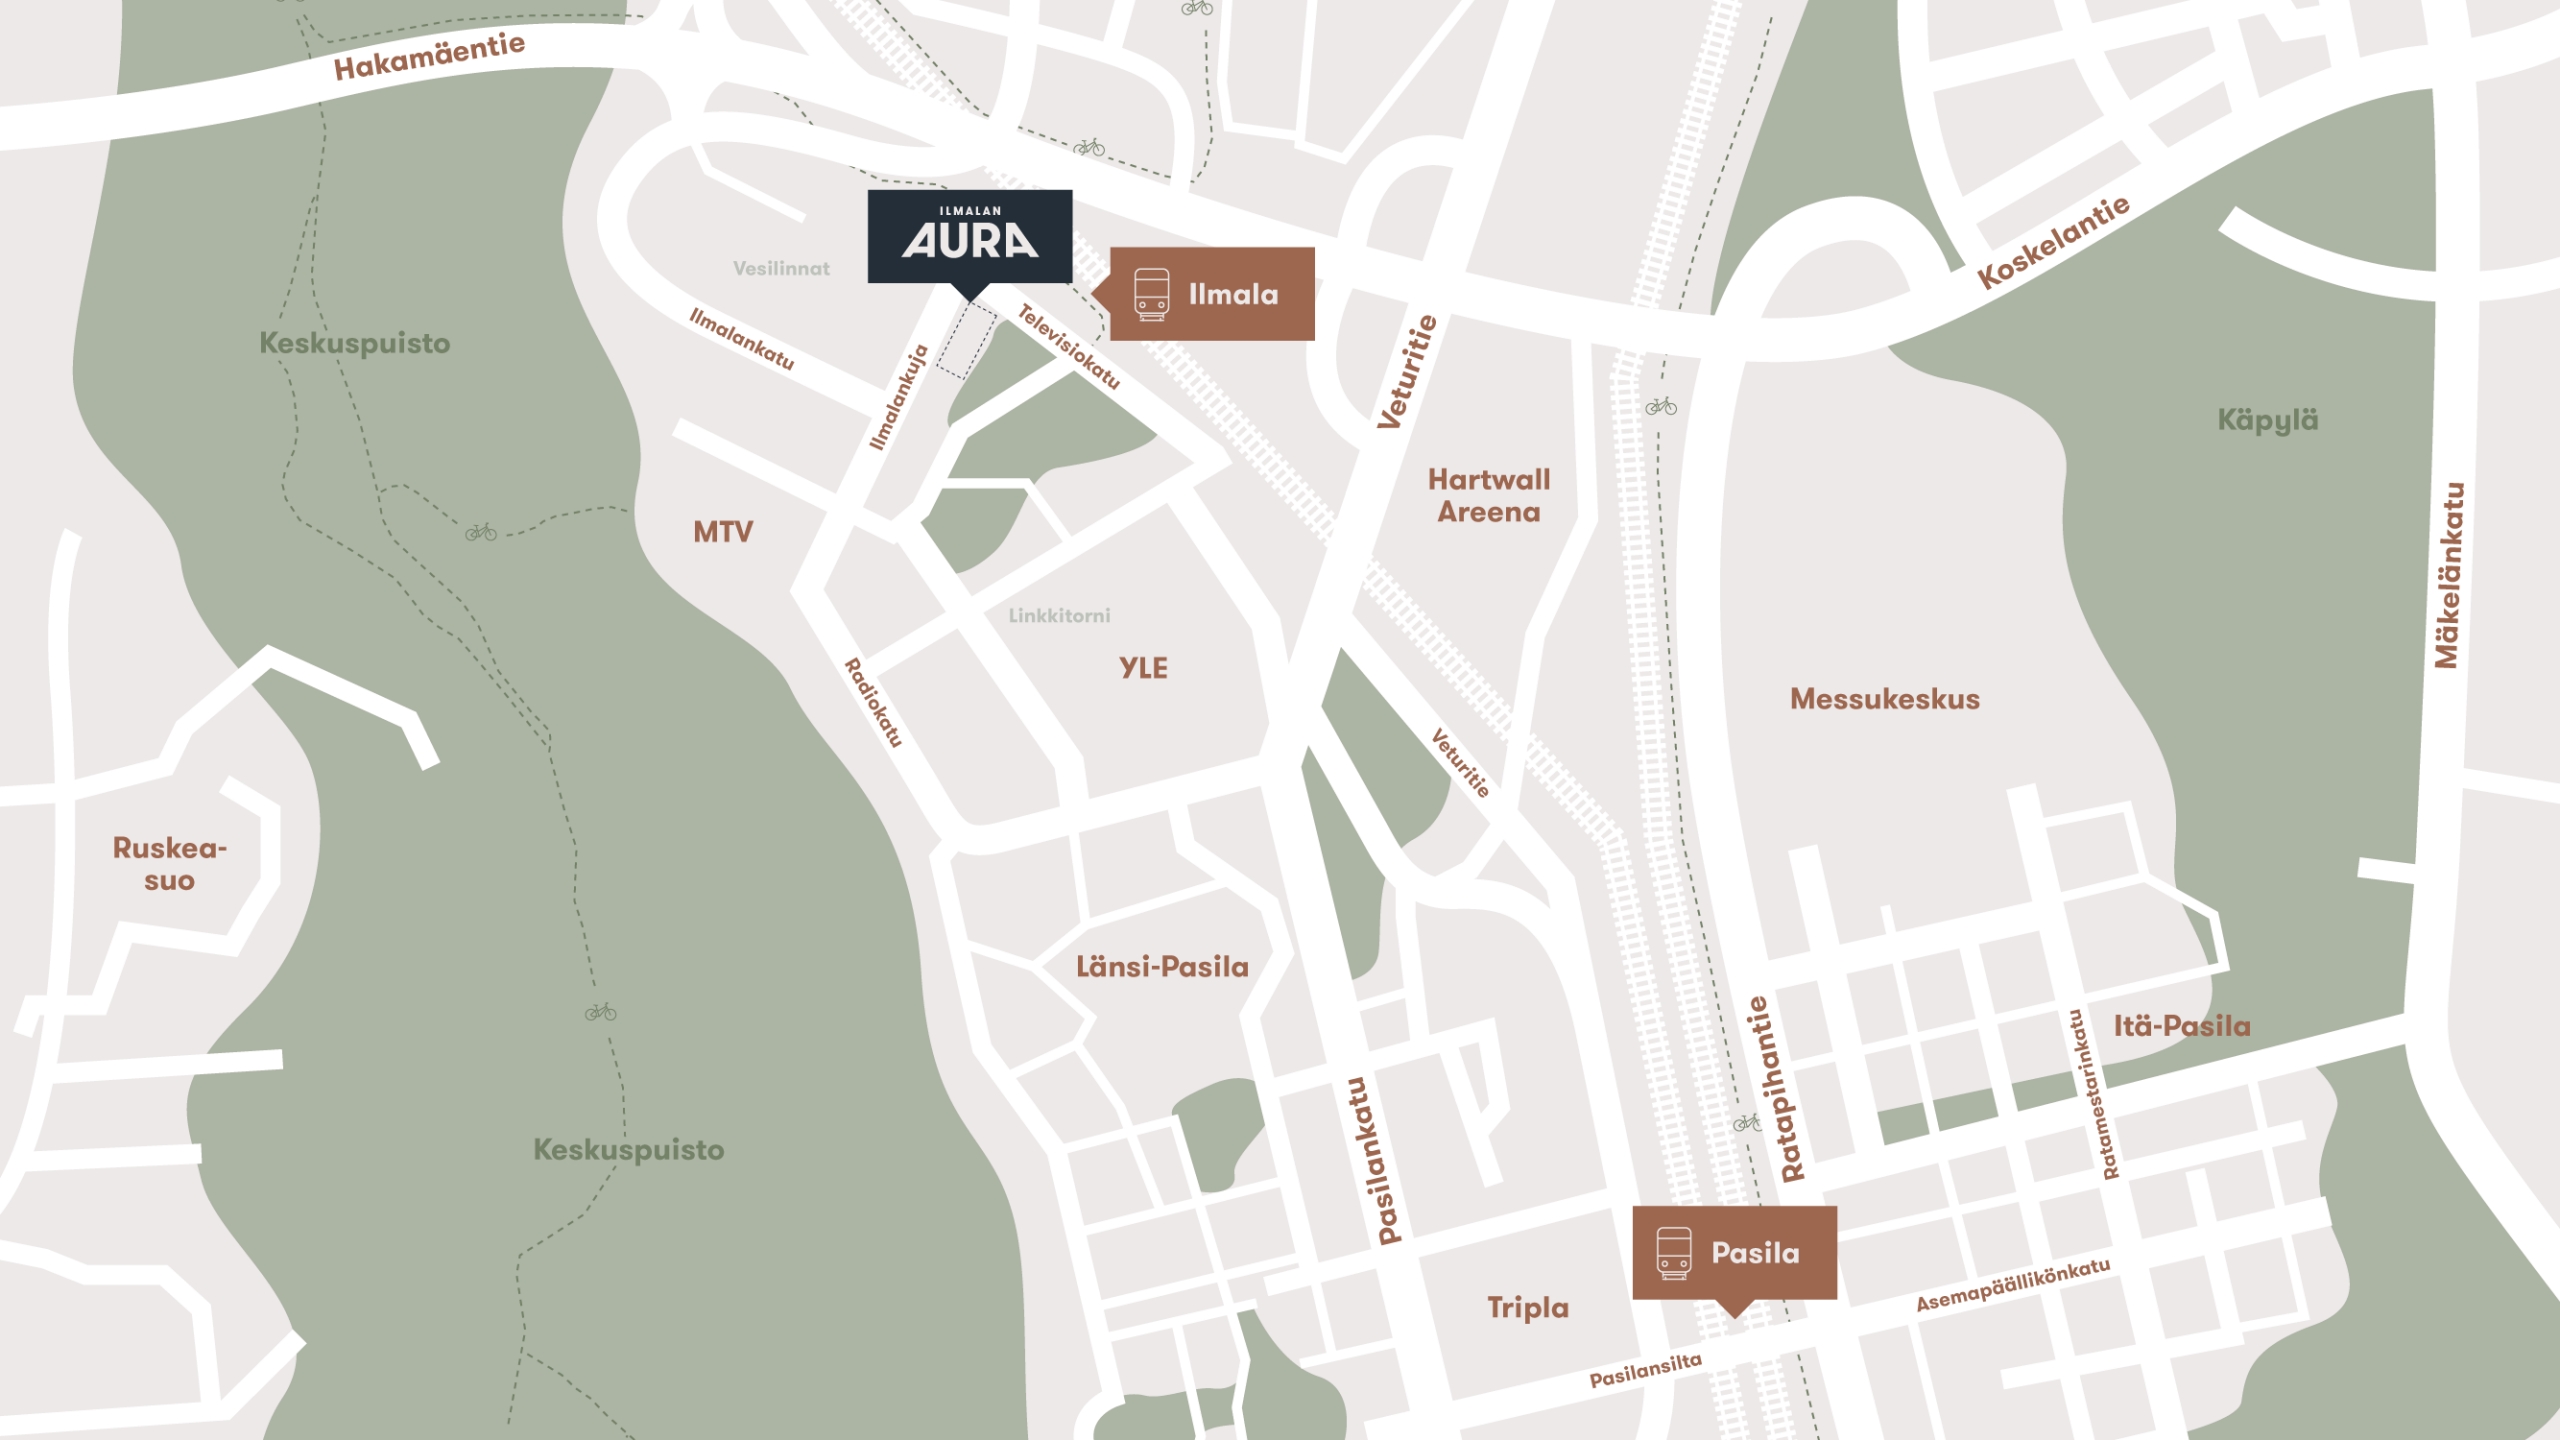 Hakamäentie
ILMALAN
AURA
Ilmala
Vesilinnat
Koskelantie
Keskuspuisto
Ilmalankatu
Televisiokatu
Ilmalankuja
Veturitie
Käpylä
Hartwall
Areena
MTV
Mäkelänkatu
Linkkitorni
YLE
Radiokatu
Messukeskus
Veturitie
Ruskea-
suo
Länsi-Pasila
Itä-Pasila
Ratapihantie
Ratamestarinkatu
Pasilankatu
Keskuspuisto
Pasila
Asemapäällikönkatu
Tripla
Pasilansilta